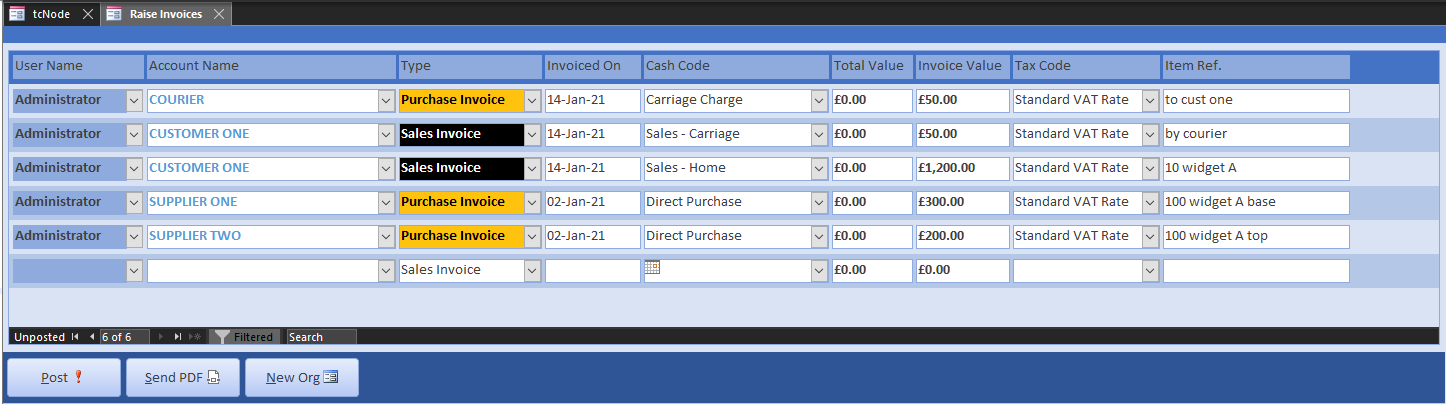 tcNode Raise Invoices
User Name Account Name Type Invoiced On Cash Code Total Value Invoice Value Tax Code Item Ref.
Administrator COURIER Purchase Invoice 14-Jan-21 Carriage Charge £0.00 £50.00 Standard VAT Rate to cust one
Administrator CUSTOMER ONE Sales Invoice 14-Jan-21 Sales - Carriage £0.00 £50.00 Standard VAT Rate by courier
Administrator CUSTOMER ONE Sales Invoice 14-Jan-21 Sales - Home £0.00 £1,200.00 Standard VAT Rate 10 widget A
Administrator SUPPLIER ONE Purchase Invoice 02-Jan-21 Direct Purchase £0.00 £300.00 Standard VAT Rate 100 widget A base
Administrator SUPPLIER TWO Purchase Invoice 02-Jan-21 Direct Purchase £0.00 £200.00 Standard VAT Rate 100 widget A top
Sales Invoice £0.00 £0.00
Unposted 6 of 6 Filtered Search
Post Send PDF New Org